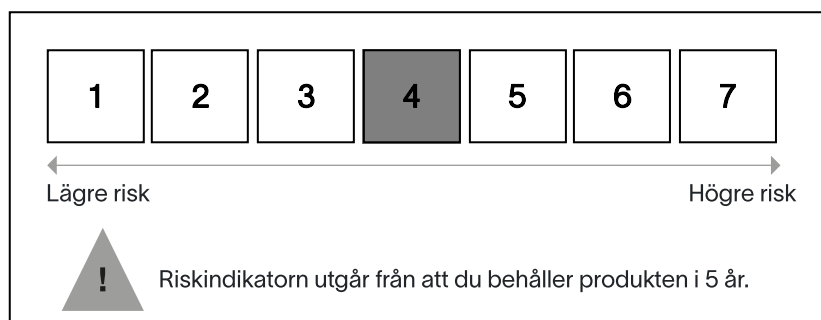 1 2 3 4 5 6 7
Lägre risk Högre risk
! Riskindikatorn utgår från att du behåller produkten i 5 år.